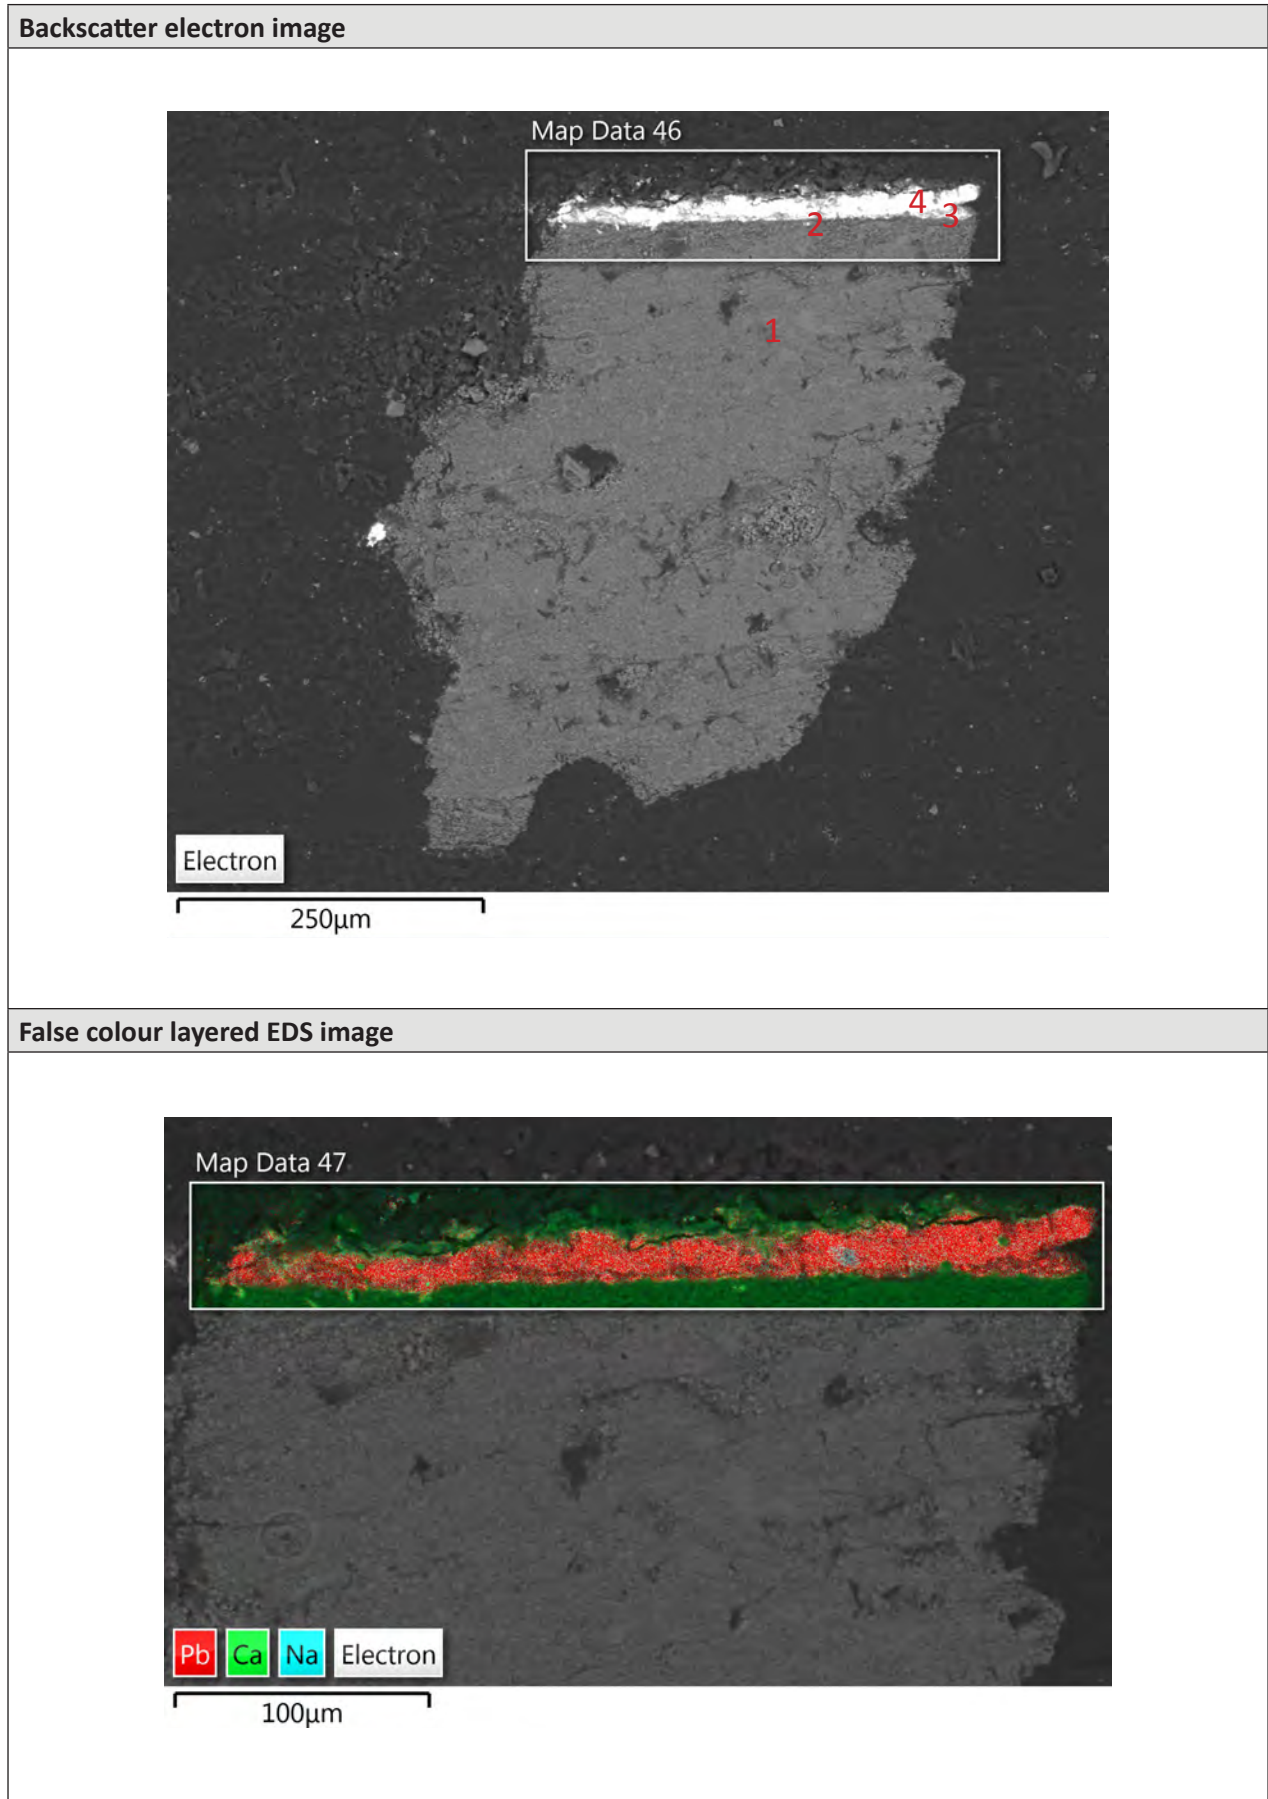 Backscatter electron image
Map Data 46
4
3
2
1
Electron
250µm
False colour layered EDS image
Map Data 47
Pb Ca Na Electron
100µm